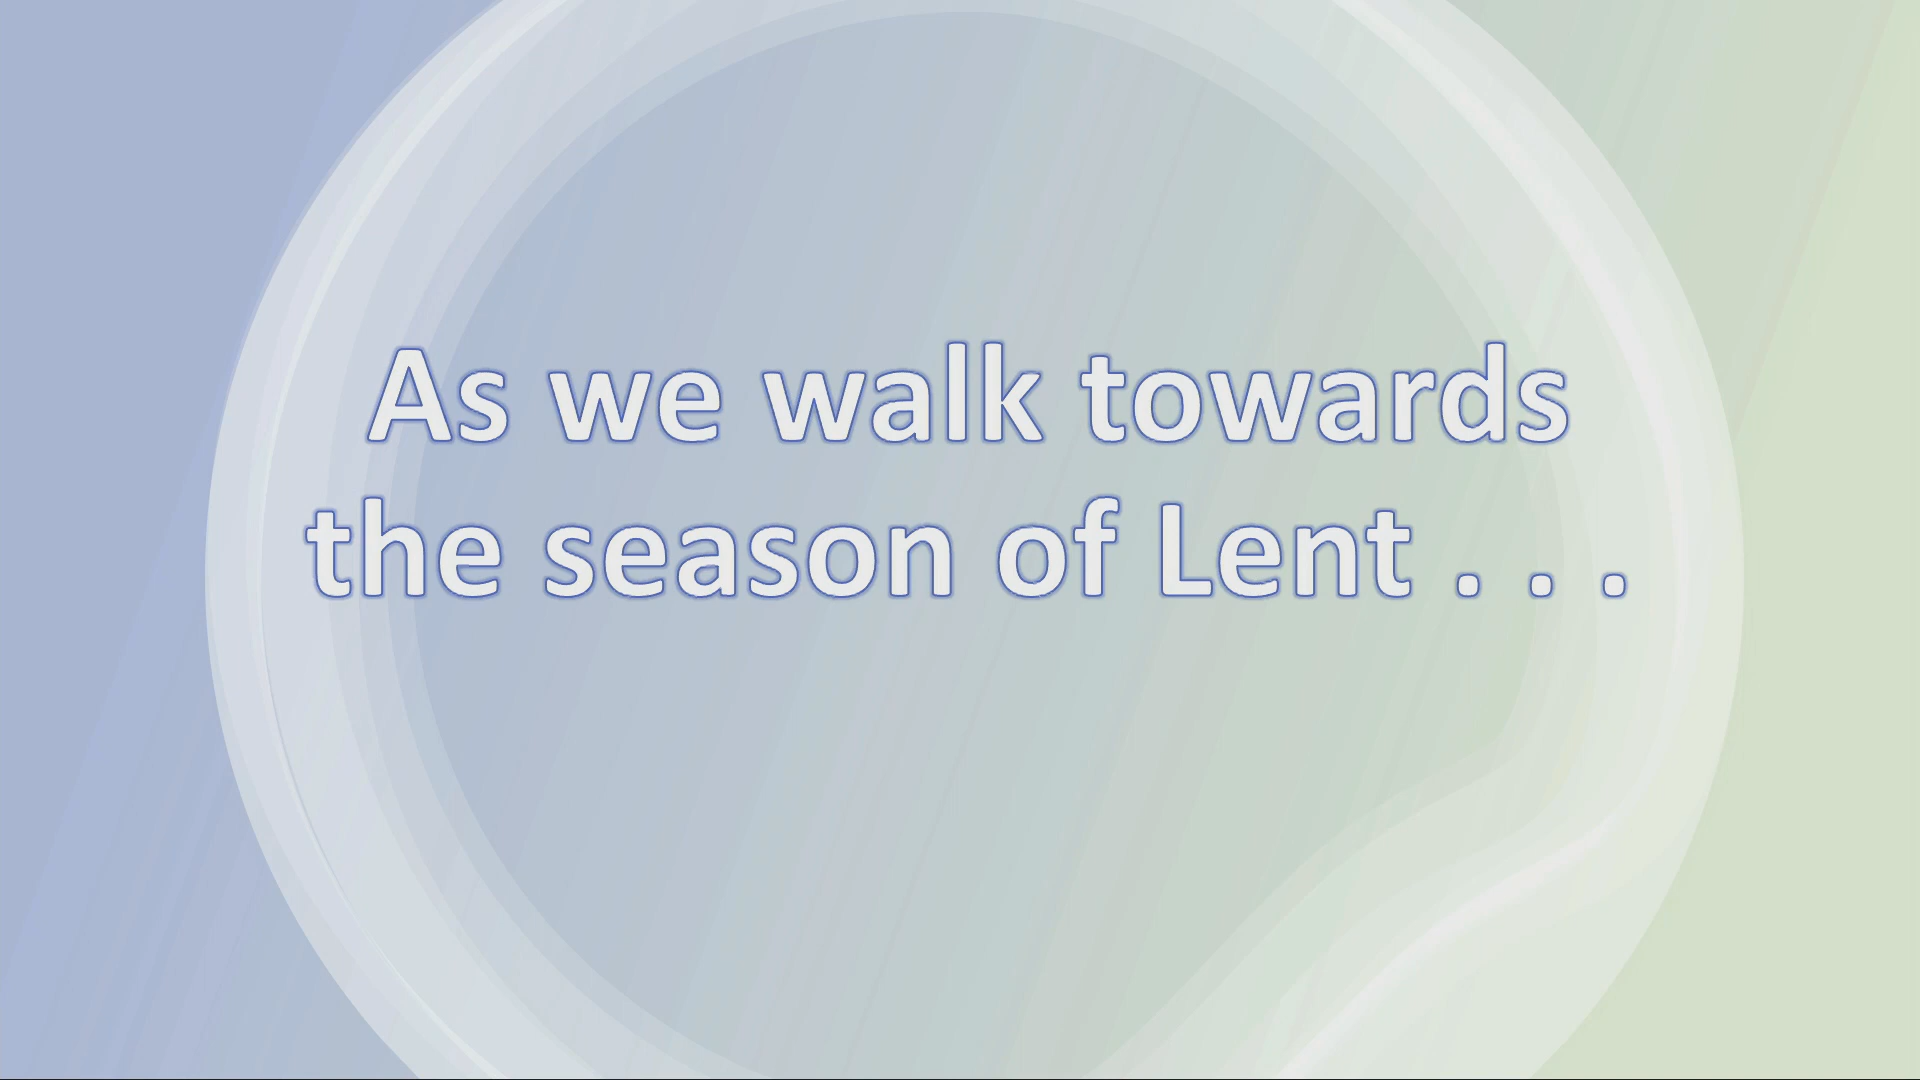 As we walk towards
the season of Lent . . .